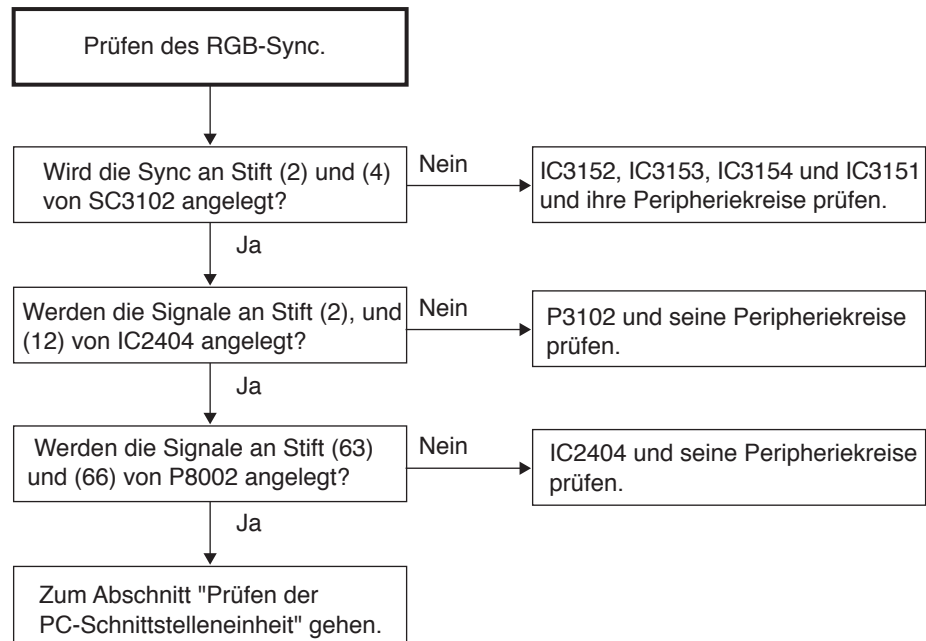 Prüfen des RGB-Sync.
Wird die Sync an Stift (2) und (4)
von SC3102 angelegt?
Nein
IC3152, IC3153, IC3154 und IC3151
und ihre Peripheriekreise prüfen.
Ja
Werden die Signale an Stift (2), und
(12) von IC2404 angelegt?
Nein
P3102 und seine Peripheriekreise
prüfen.
Ja
Werden die Signale an Stift (63)
und (66) von P8002 angelegt?
Nein
IC2404 und seine Peripheriekreise
prüfen.
Ja
Zum Abschnitt "Prüfen der
PC-Schnittstelleneinheit" gehen.